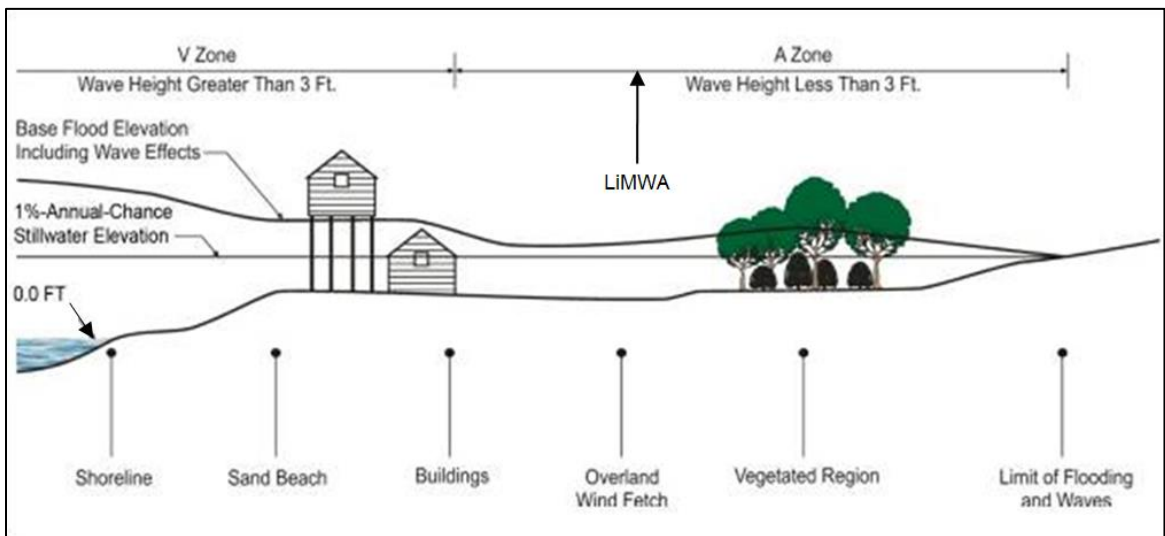 V Zone
Wave Height Greater Than 3 Ft.
A Zone
Wave Height Less Than 3 Ft.
Base Flood Elevation
Including Wave Effects
LiMWA
1%-Annual-Chance
Stillwater Elevation
0.0 FT
Shoreline
Sand Beach
Buildings
Overland
Wind Fetch
Vegetated Region
Limit of Flooding
and Waves